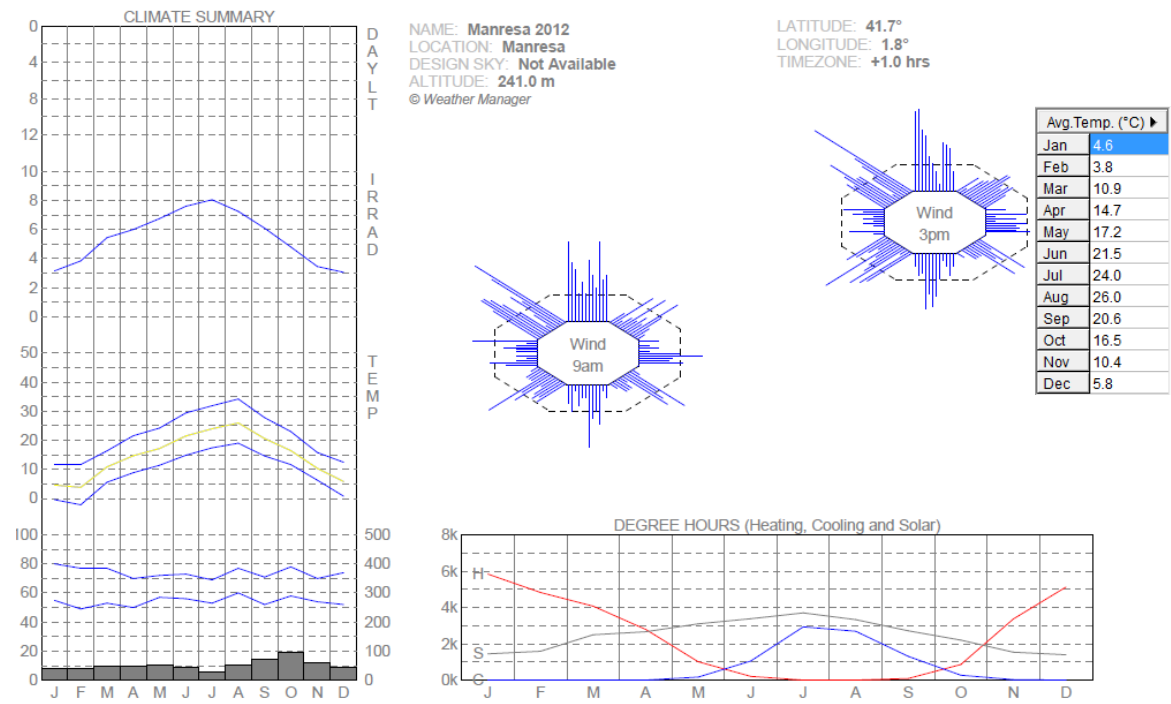 CLIMATE SUMMARY
0
4
8
12
10
8
6
4
2
0
50
40
30
20
10
0
100
80
60
40
20
0
D
A
Y
L
T
I
R
R
A
D
T
E
M
P
500
400
300
200
100
0
J F M A M J J A S O N D
NAME: Manresa 2012
LOCATION: Manresa
DESIGN SKY: Not Available
ALTITUDE: 241.0 m
© Weather Manager
LATITUDE: 41.7°
LONGITUDE: 1.8°
TIMEZONE: +1.0 hrs
Wind
9am
Wind
3pm
Avg.Temp. (°C)
Jan 4.6
Feb 3.8
Mar 10.9
Apr 14.7
May 17.2
Jun 21.5
Jul 24.0
Aug 26.0
Sep 20.6
Oct 16.5
Nov 10.4
Dec 5.8
DEGREE HOURS (Heating, Cooling and Solar)
8k
6k
4k
2k
0k
H
S
C
J F M A M J J A S O N D